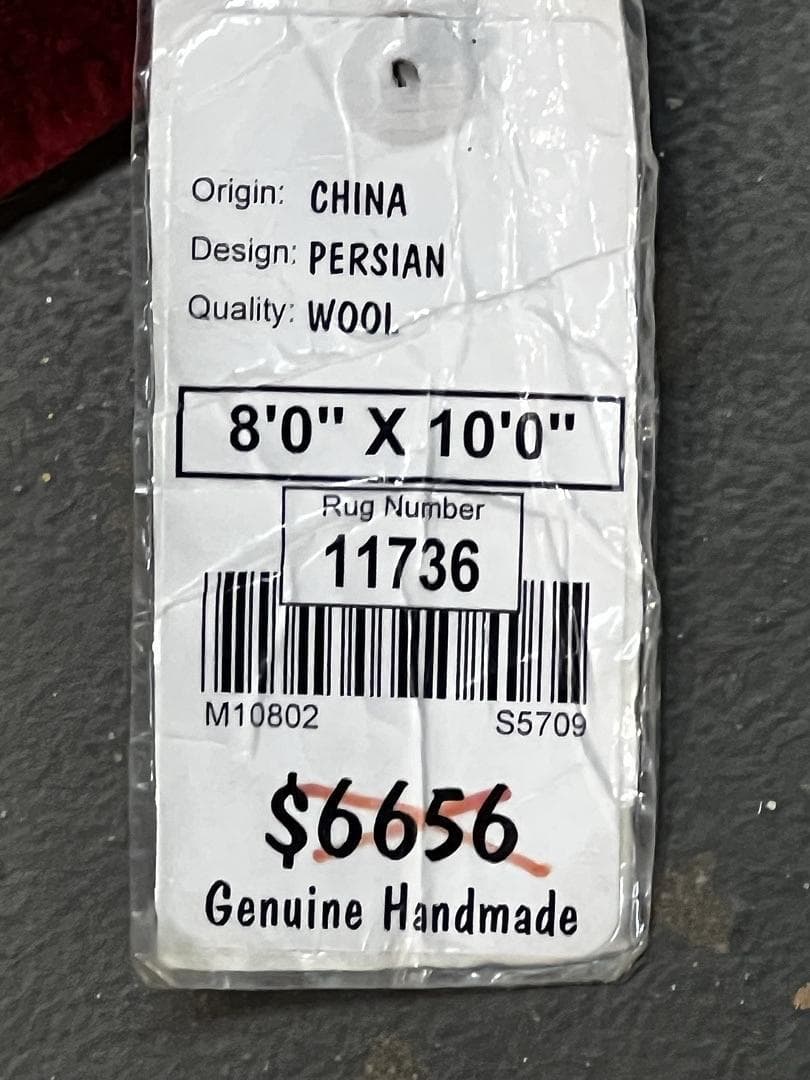 Origin: CHINA
Design: PERSIAN
Quality: WOOL
8'0" X 10'0"
Rug Number
11736
M10802 S5709
$6656
Genuine Handmade